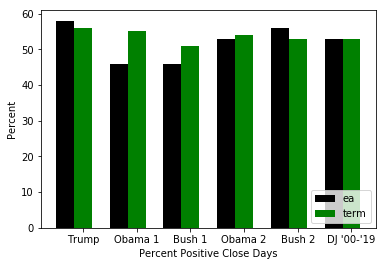 60
50
40
30
20
10
0
Percent
ea
term
Trump Obama 1 Bush 1 Obama 2 Bush 2 DJ '00-'19
Percent Positive Close Days